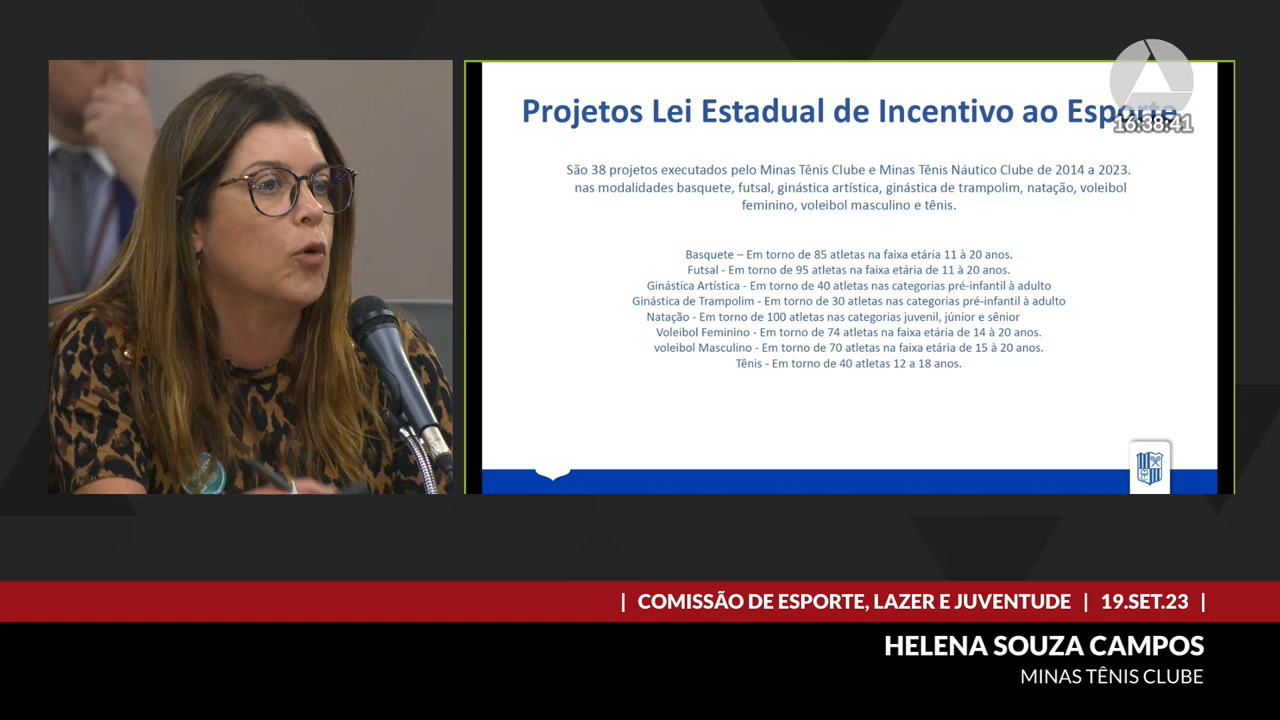 Projetos Lei Estadual de Incentivo ao Esporte
16:38:41
São 38 projetos executados pelo Minas Tênis Clube e Minas Tênis Náutico Clube de 2014 a 2023.
nas modalidades basquete, futsal, ginástica artística, ginástica de trampolim, natação, voleibol
feminino, voleibol masculino e tênis.
Basquete – Em torno de 85 atletas na faixa etária 11 à 20 anos.
Futsal - Em torno de 95 atletas na faixa etária de 11 à 20 anos.
Ginástica Artística - Em torno de 40 atletas nas categorias pré-infantil à adulto
Ginástica de Trampolim - Em torno de 30 atletas nas categorias pré-infantil à adulto
Natação - Em torno de 100 atletas nas categorias juvenil, júnior e sênior
Voleibol Feminino - Em torno de 74 atletas na faixa etária de 14 à 20 anos.
voleibol Masculino - Em torno de 70 atletas na faixa etária de 15 à 20 anos.
Tênis - Em torno de 40 atletas 12 a 18 anos.
| COMISSÃO DE ESPORTE, LAZER E JUVENTUDE | 19.SET.23 |
HELENA SOUZA CAMPOS
MINAS TÊNIS CLUBE